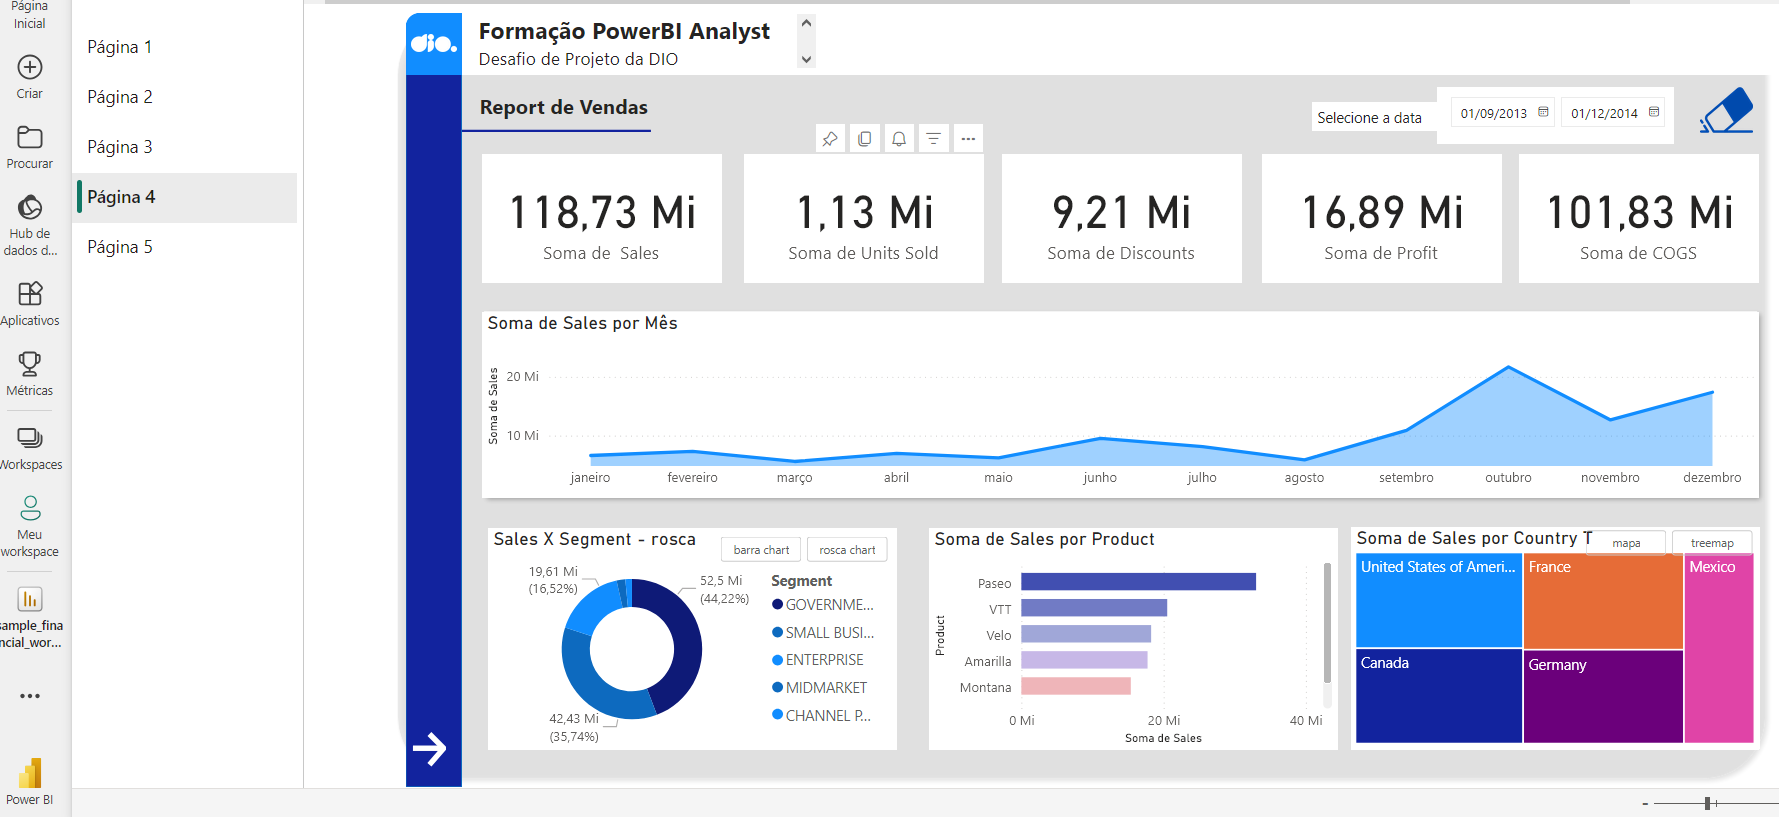 Página
Inicial
Criar
Procurar
Hub de
dados d...
Aplicativos
Métricas
Workspaces
Meu
workspace
sample_fina
ncial_wor...
Power BI
Página 1
Página 2
Página 3
Página 4
Página 5
dio.
Formação PowerBI Analyst
Desafio de Projeto da DIO
Report de Vendas
Selecione a data
01/09/2013
01/12/2014
118,73 Mi
Soma de  Sales
1,13 Mi
Soma de Units Sold
9,21 Mi
Soma de Discounts
16,89 Mi
Soma de Profit
101,83 Mi
Soma de COGS
Soma de Sales por Mês
Soma de Sales
20 Mi
10 Mi
janeiro
fevereiro
março
abril
maio
junho
julho
agosto
setembro
outubro
novembro
dezembro
Sales X Segment - rosca
barra chart
rosca chart
19,61 Mi
(16,52%)
52,5 Mi
(44,22%)
42,43 Mi
(35,74%)
Segment
GOVERNME...
SMALL BUSI...
ENTERPRISE
MIDMARKET
CHANNEL P...
Soma de Sales por Product
Product
Paseo
VTT
Velo
Amarilla
Montana
0 Mi
20 Mi
40 Mi
Soma de Sales
Soma de Sales por Country T
mapa
treemap
United States of Ameri...
France
Mexico
Canada
Germany